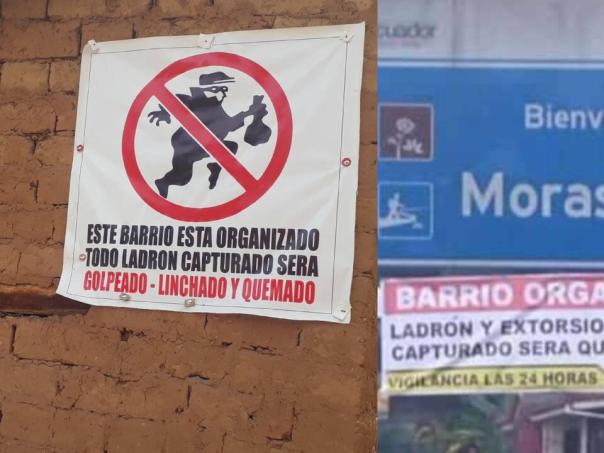 ESTE BARRIO ESTA ORGANIZADO
TODO LADRON CAPTURADO SERA
GOLPEADO - LINCHADO Y QUEMADO
cuador
Bienv
Moras
BARRIO ORGA
LADRÓN Y EXTORSIO
CAPTURADO SERA QU
VIGILANCIA LAS 24 HORAS